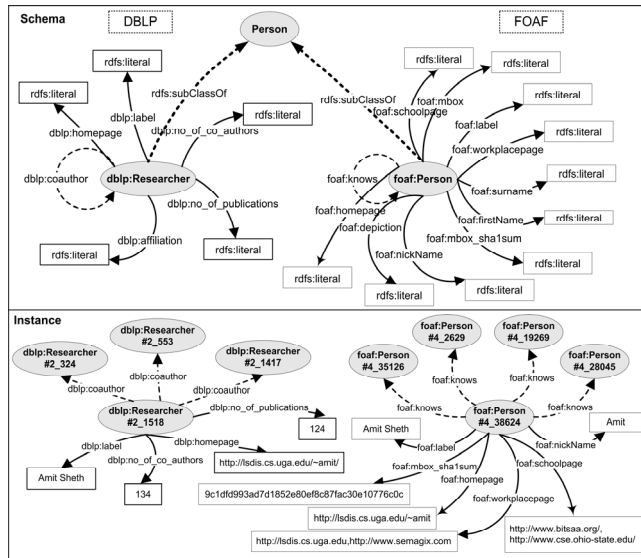 Schema
DBLP
Person
FOAF
rdfs:literal
rdfs:literal
rdfs:literal
rdfs:literal
rdfs:subClassOf
rdfs:subClassOf
foaf:mbox
foaf:schoolpage
dblp:label
dblp:homepage
dblp:no_of_co_authors
rdfs:literal
rdfs:literal
foaf:label
foaf:workplacepage
rdfs:literal
dblp:coauthor
dblp:Researcher
foaf:knows
foaf:Person
foaf:surname
rdfs:literal
dblp:no_of_publications
foaf:homepage
foaf:firstName
rdfs:literal
foaf:depiction
foaf:mbox_sha1sum
dblp:affiliation
foaf:nickName
rdfs:literal
rdfs:literal
rdfs:literal
rdfs:literal
rdfs:literal
rdfs:literal
Instance
dblp:Researcher
#2_553
dblp:Researcher
#2_324
dblp:Researcher
#2_1417
foaf:Person
#4_2629
foaf:Person
#4_19269
foaf:Person
#4_35126
foaf:Person
#4_28045
dblp:coauthor
dblp:coauthor
dblp:coauthor
foaf:knows
foaf:knows
foaf:knows
foaf:knows
dblp:Researcher
#2_1518
dblp:no_of_publications
124
foaf:Person
#4_38624
Amit Sheth
foaf:label
foaf:nickName
Amit
dblp:label
dblp:homepage
dblp:no_of_co_authors
Amit Sheth
134
http://lsdis.cs.uga.edu/~amit/
foaf:mbox_sha1sum
foaf:schoolpage
foaf:homepage
9c1dfd993ad7d1852e80ef8c87fac30e10776c0c
foaf:workplacepage
http://lsdis.cs.uga.edu/~amit
http://lsdis.cs.uga.edu,http://www.semagix.com
http://www.bitsaa.org/,
http://www.cse.ohio-state.edu/